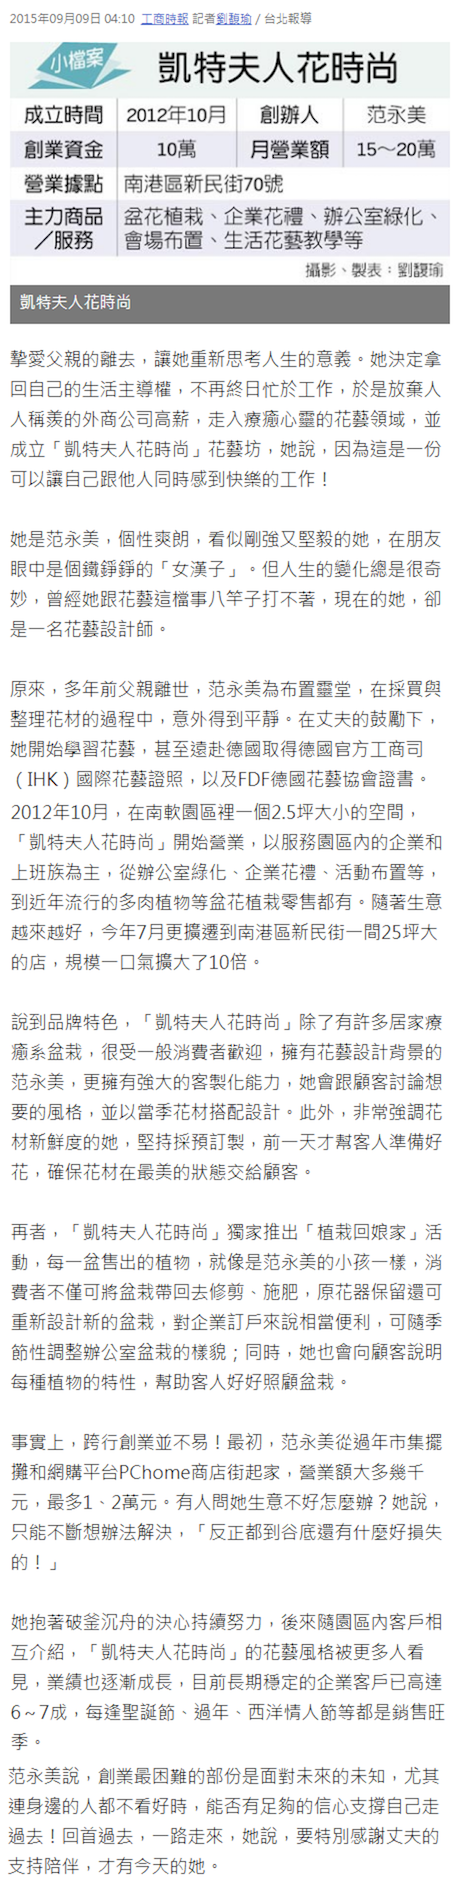 2015年09月09日 04:10 工商時報 記者劉馥瑜 / 台北報導
小檔案
凱特夫人花時尚
成立時間 2012年10月 創辦人 范永美
創業資金 10萬 月營業額 15～20萬
營業據點 南港區新民街70號
主力商品／服務 盆花植栽、企業花禮、辦公室綠化、
會場布置、生活花藝教學等
攝影、製表：劉馥瑜
凱特夫人花時尚
摯愛父親的離去，讓她重新思考人生的意義。她決定拿
回自己的生活主導權，不再終日忙於工作，於是放棄人
人稱羨的外商公司高薪，走入療癒心靈的花藝領域，並
成立「凱特夫人花時尚」花藝坊，她說，因為這是一份
可以讓自己跟他人同時感到快樂的工作！
她是范永美，個性爽朗，看似剛強又堅毅的她，在朋友
眼中是個鐵錚錚的「女漢子」。但人生的變化總是很奇
妙，曾經她跟花藝這檔事八竿子打不著，現在的她，卻
是一名花藝設計師。
原來，多年前父親離世，范永美為布置靈堂，在採買與
整理花材的過程中，意外得到平靜。在丈夫的鼓勵下，
她開始學習花藝，甚至遠赴德國取得德國官方工商司
（IHK）國際花藝證照，以及FDF德國花藝協會證書。
2012年10月，在南軟園區裡一個2.5坪大小的空間，
「凱特夫人花時尚」開始營業，以服務園區內的企業和
上班族為主，從辦公室綠化、企業花禮、活動布置等，
到近年流行的多肉植物等盆花植栽零售都有。隨著生意
越來越好，今年7月更擴遷到南港區新民街一間25坪大
的店，規模一口氣擴大了10倍。
說到品牌特色，「凱特夫人花時尚」除了有許多居家療
癒系盆栽，很受一般消費者歡迎，擁有花藝設計背景的
范永美，更擁有強大的客製化能力，她會跟顧客討論想
要的風格，並以當季花材搭配設計。此外，非常強調花
材新鮮度的她，堅持採預訂製，前一天才幫客人準備好
花，確保花材在最美的狀態交給顧客。
再者，「凱特夫人花時尚」獨家推出「植栽回娘家」活
動，每一盆售出的植物，就像是范永美的小孩一樣，消
費者不僅可將盆栽帶回去修剪、施肥，原花器保留還可
重新設計新的盆栽，對企業訂戶來說相當便利，可隨季
節性調整辦公室盆栽的樣貌；同時，她也會向顧客說明
每種植物的特性，幫助客人好好照顧盆栽。
事實上，跨行創業並不易！最初，范永美從過年市集擺
攤和網購平台PChome商店街起家，營業額大多幾千
元，最多1、2萬元。有人問她生意不好怎麼辦？她說，
只能不斷想辦法解決，「反正都到谷底還有什麼好損失
的！」
她抱著破釜沉舟的決心持續努力，後來隨園區內客戶相
互介紹，「凱特夫人花時尚」的花藝風格被更多人看
見，業績也逐漸成長，目前長期穩定的企業客戶已高達
6～7成，每逢聖誕節、過年、西洋情人節等都是銷售旺
季。
范永美說，創業最困難的部份是面對未來的未知，尤其
連身邊的人都不看好時，能否有足夠的信心支撐自己走
過去！回首過去，一路走來，她說，要特別感謝丈夫的
支持陪伴，才有今天的她。